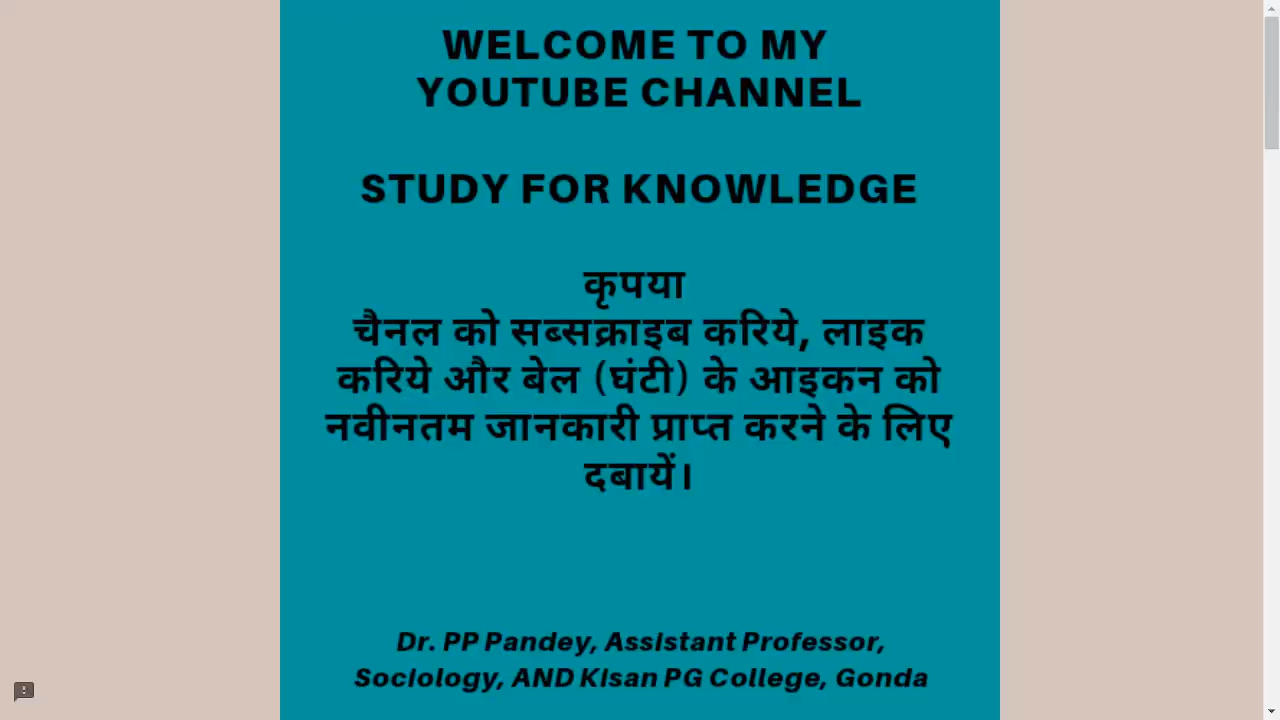 WELCOME TO MY
YOUTUBE CHANNEL
STUDY FOR KNOWLEDGE
कृपया
चैनल को सब्सक्राइब करिये, लाइक
करिये और बेल (घंटी) के आइकन को
नवीनतम जानकारी प्राप्त करने के लिए
दबायें।
Dr. PP Pandey, Assistant Professor,
Sociology, AND Kisan PG College, Gonda